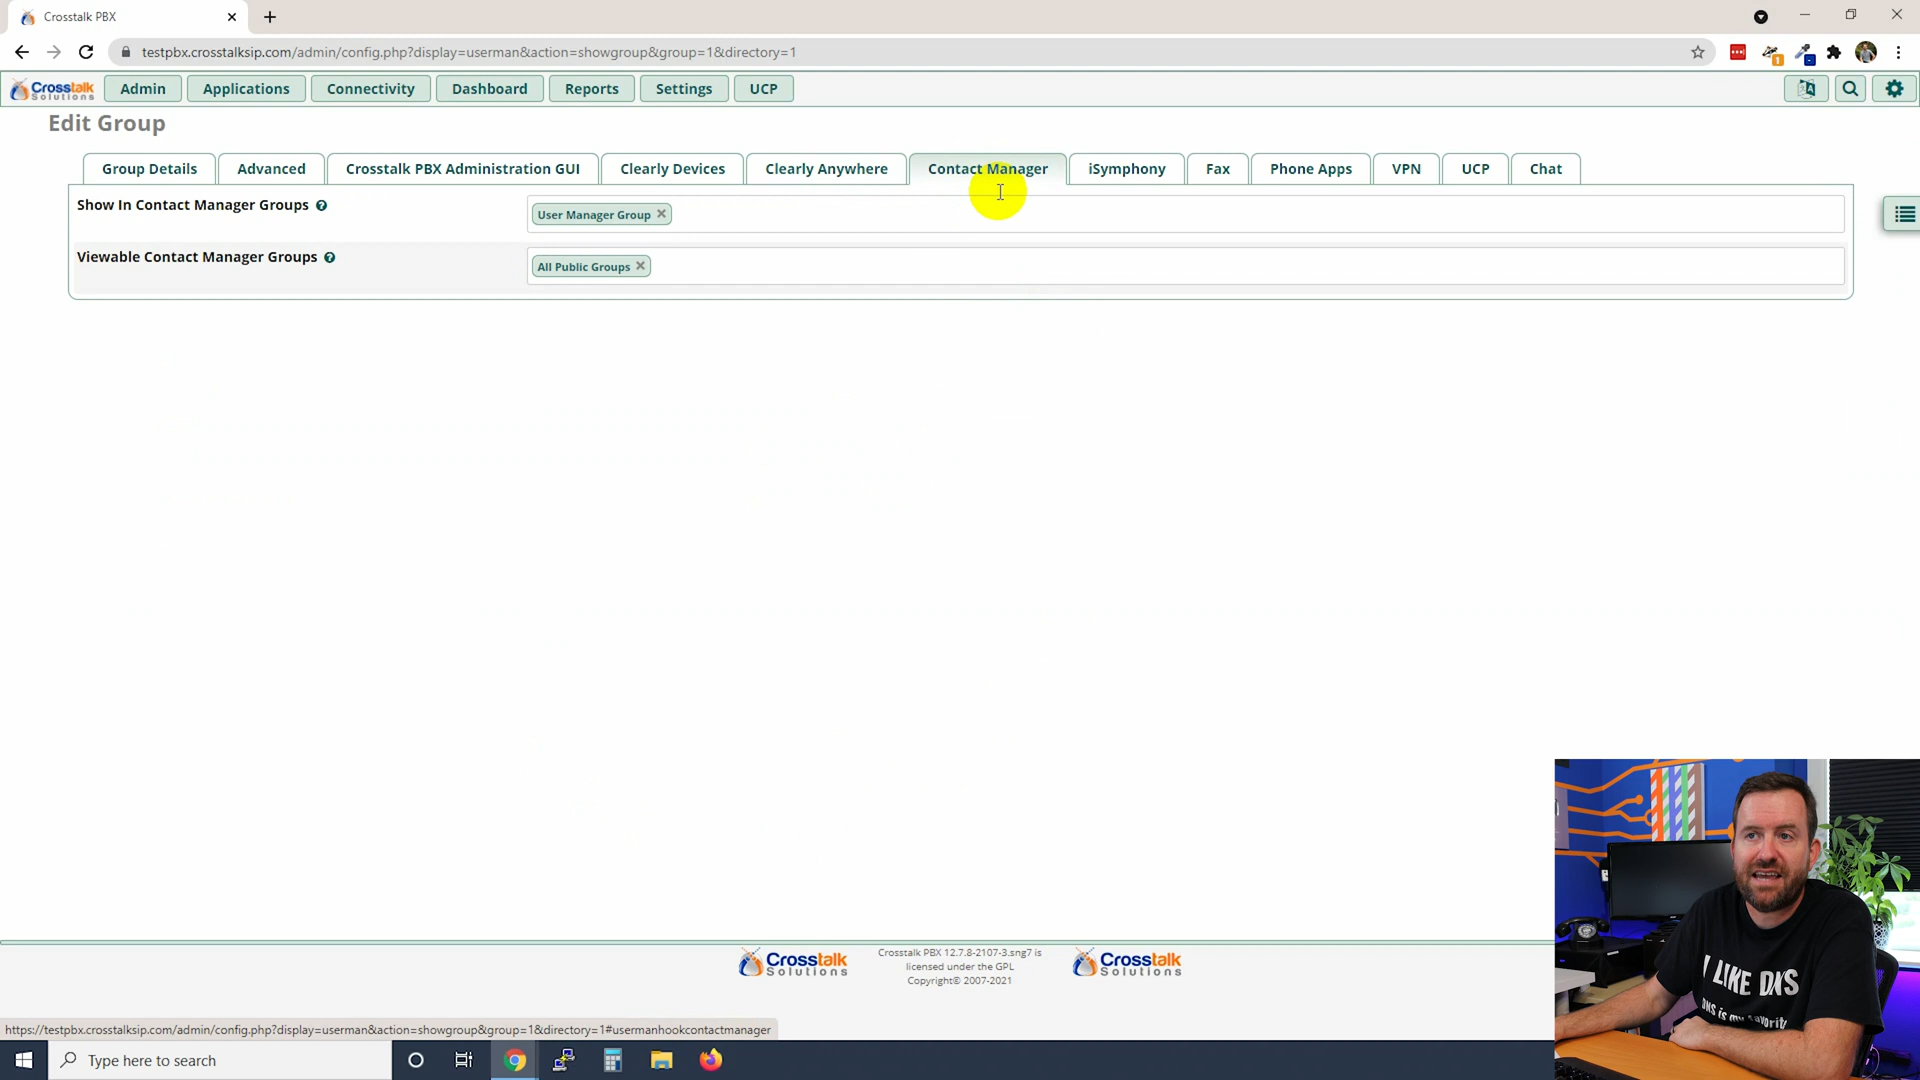 Crosstalk PBX
testpbx.crosstalksip.com/admin/config.php?display=userman&action=showgroup&group=1&directory=1
Crosstalk Solutions
Admin
Applications
Connectivity
Dashboard
Reports
Settings
UCP
Edit Group
Group Details
Advanced
Crosstalk PBX Administration GUI
Clearly Devices
Clearly Anywhere
Contact Manager
iSymphony
Fax
Phone Apps
VPN
UCP
Chat
Show In Contact Manager Groups
User Manager Group
Viewable Contact Manager Groups
All Public Groups
Crosstalk Solutions
Crosstalk PBX 12.7.8-2107-3.sng7 is
licensed under the GPL
Copyright© 2007-2021
Crosstalk Solutions
I LIKE DNS
DNS is my favorite
https://testpbx.crosstalksip.com/admin/config.php?display=userman&action=showgroup&group=1&directory=1#usermanhookcontactmanager
Type here to search